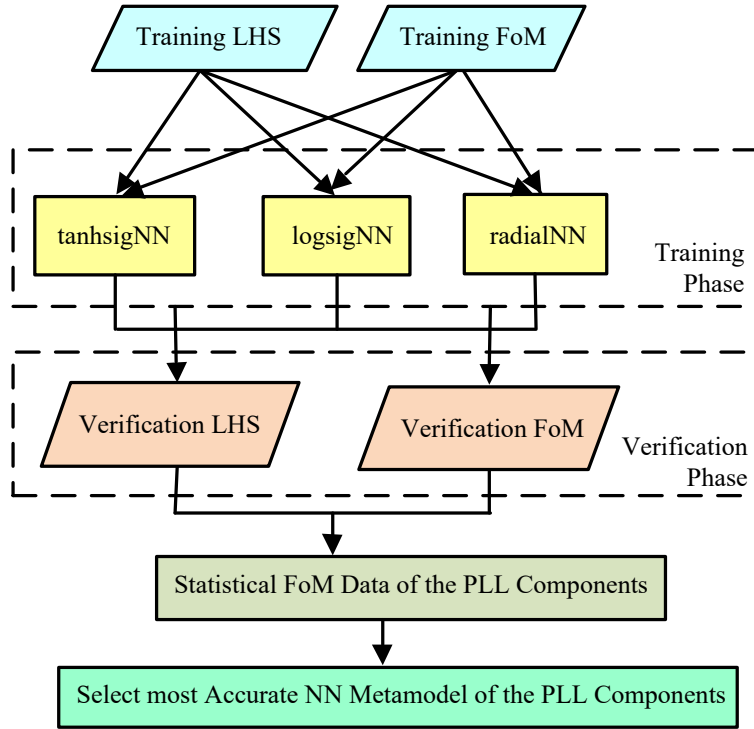 Training LHS
Training FoM
tanhsigNN
logsigNN
radialNN
Training
Phase
Verification LHS
Verification FoM
Verification
Phase
Statistical FoM Data of the PLL Components
Select most Accurate NN Metamodel of the PLL Components